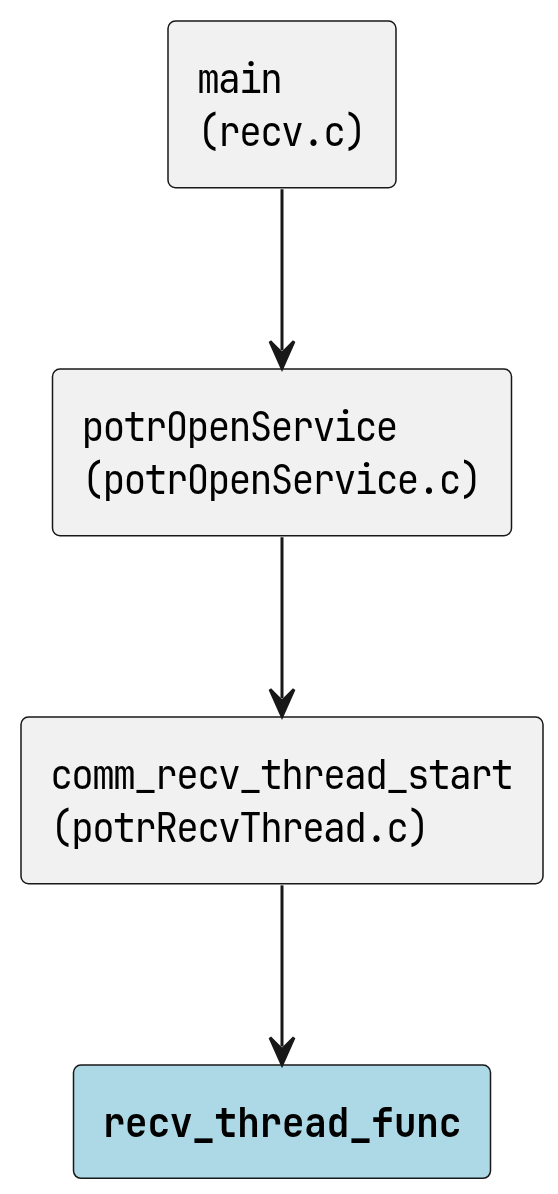 main
(recv.c)
potrOpenService
(potrOpenService.c)
comm_recv_thread_start
(potrRecvThread.c)
recv_thread_func